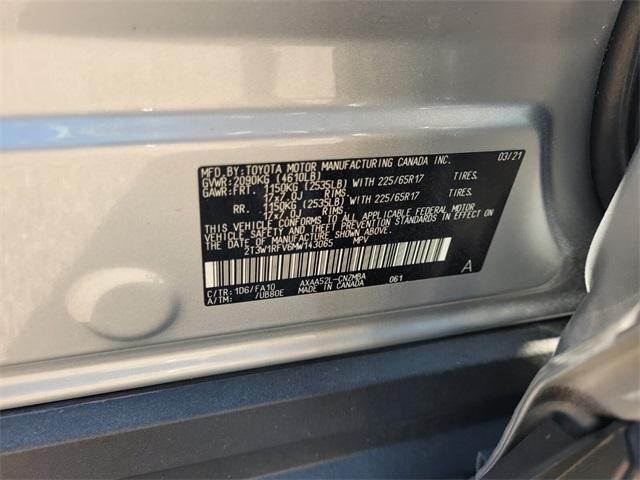 MFD. BY: TOYOTA MOTOR MANUFACTURING CANADA INC. 03/21
GVWR: 2090KG (4610LB)
GAWR: FRT. 1150KG (2535LB) WITH 225/65R17 TIRES.
17x7.0J RIMS.
RR. 1150KG (2535LB) WITH 225/65R17 TIRES.
17x7.0J RIMS.
THIS VEHICLE CONFORMS TO ALL APPLICABLE FEDERAL MOTOR
VEHICLE SAFETY AND THEFT PREVENTION STANDARDS IN EFFECT ON
THE DATE OF MANUFACTURE SHOWN ABOVE.
2T3W1RFV6MW143065 MPV
A
C/TR: 1D6/FA10 AXAA52L-CNZMBA 061
A/TM: /UB80E MADE IN CANADA